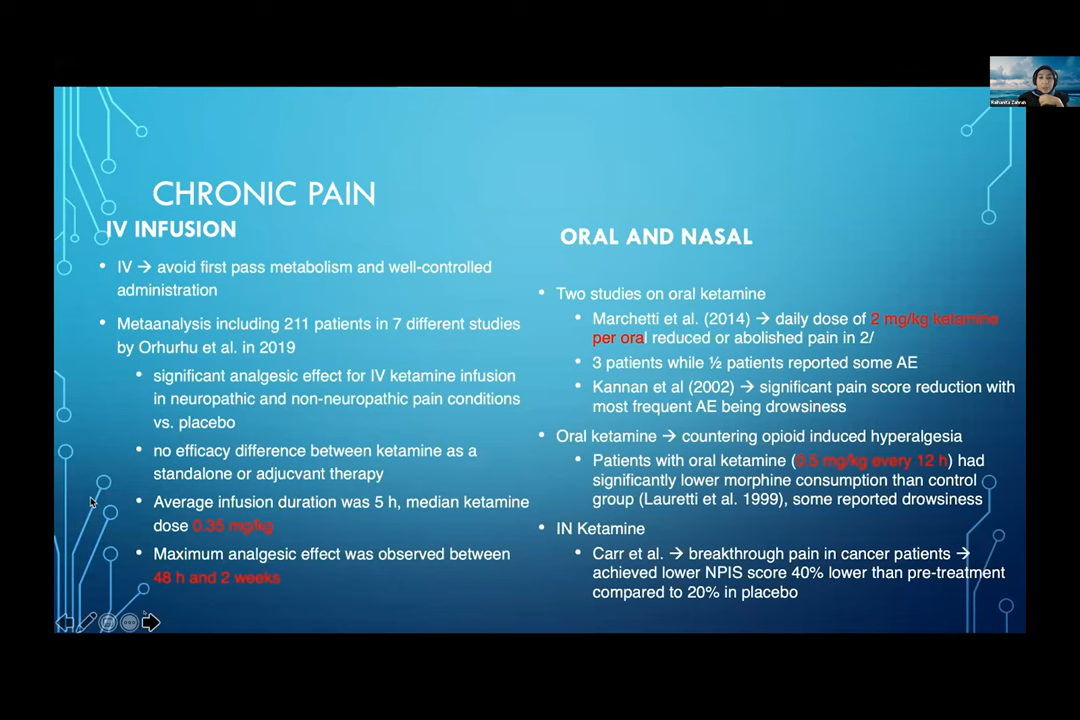 CHRONIC PAIN
IV INFUSION
• IV → avoid first pass metabolism and well-controlled
administration
• Metaanalysis including 211 patients in 7 different studies
by Orhurhu et al. in 2019
• significant analgesic effect for IV ketamine infusion
in neuropathic and non-neuropathic pain conditions
vs. placebo
• no efficacy difference between ketamine as a
standalone or adjucvant therapy
• Average infusion duration was 5 h, median ketamine
dose 0.35 mg/kg
• Maximum analgesic effect was observed between
48 h and 2 weeks
ORAL AND NASAL
• Two studies on oral ketamine
• Marchetti et al. (2014) → daily dose of 2 mg/kg ketamine
per oral reduced or abolished pain in 2/
• 3 patients while ½ patients reported some AE
• Kannan et al (2002) → significant pain score reduction with
most frequent AE being drowsiness
• Oral ketamine → countering opioid induced hyperalgesia
• Patients with oral ketamine (0.5 mg/kg every 12 h) had
significantly lower morphine consumption than control
group (Lauretti et al. 1999), some reported drowsiness
• IN Ketamine
• Carr et al. → breakthrough pain in cancer patients →
achieved lower NPIS score 40% lower than pre-treatment
compared to 20% in placebo
Raihanita Zahrah